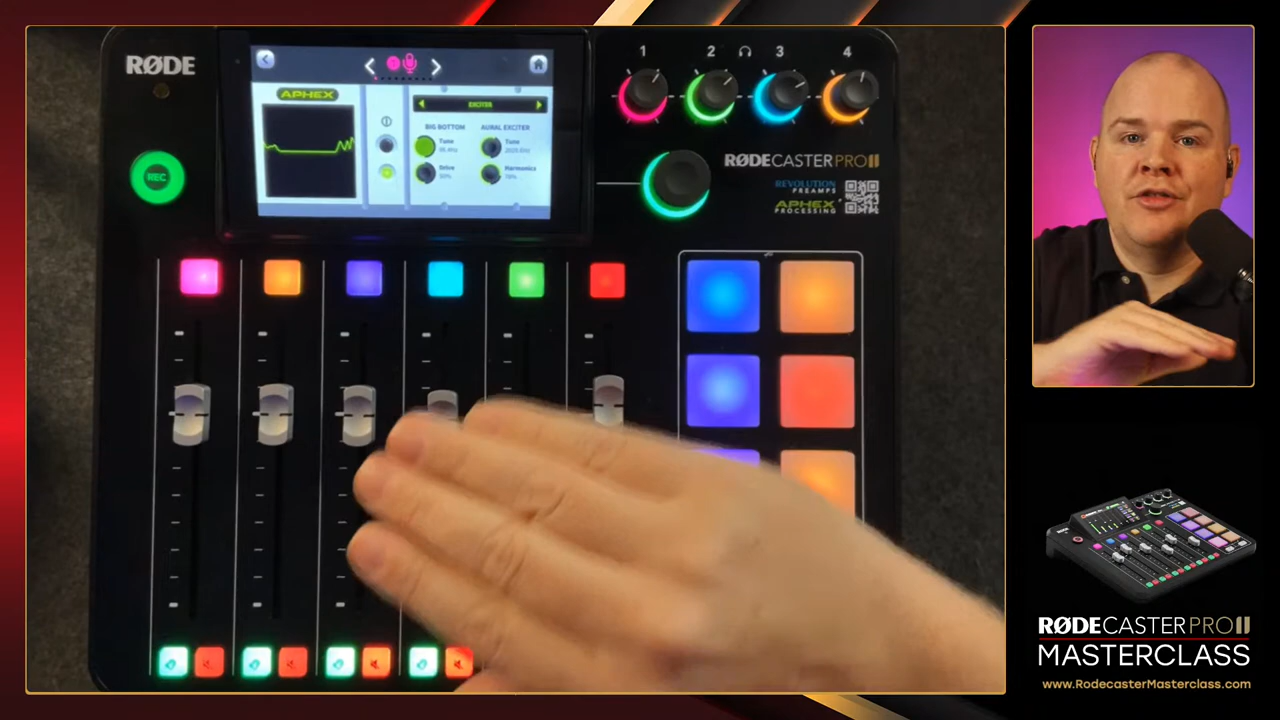 RØDE
APHEX
EXCITER
BIG BOTTOM
AURAL EXCITER
Tune
Tune
Drive
Harmonics
REC
1 2 3 4
RØDECASTER PRO II
REVOLUTION
PREAMPS
APHEX
PROCESSING
RØDECASTER PRO II
MASTERCLASS
www.RodecasterMasterclass.com